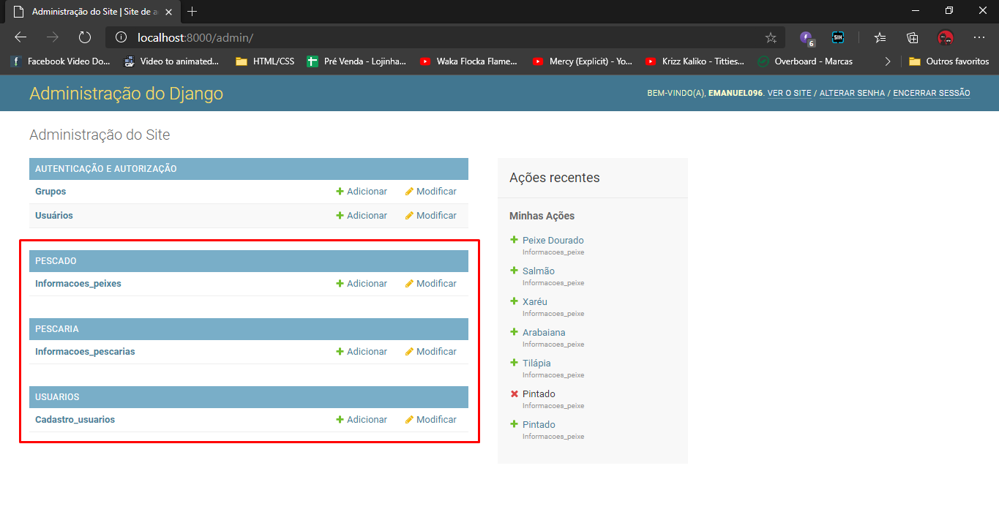 Administração do Site | Site de a
localhost:8000/admin/
6
SIH
Facebook Video Do...
GIF
Video to animated...
HTML/CSS
Pré Venda - Lojinha...
Waka Flocka Flame...
Mercy (Explicit) - Yo...
Krizz Kaliko - Titties...
Overboard - Marcas
Outros favoritos
Administração do Django
BEM-VINDO(A), EMANUEL096. VER O SITE / ALTERAR SENHA / ENCERRAR SESSÃO
Administração do Site
AUTENTICAÇÃO E AUTORIZAÇÃO
Grupos Adicionar Modificar
Usuários Adicionar Modificar
PESCADO
Informacoes_peixes Adicionar Modificar
PESCARIA
Informacoes_pescarias Adicionar Modificar
USUARIOS
Cadastro_usuarios Adicionar Modificar
Ações recentes
Minhas Ações
Peixe Dourado
Informacoes_peixe
Salmão
Informacoes_peixe
Xaréu
Informacoes_peixe
Arabaiana
Informacoes_peixe
Tilápia
Informacoes_peixe
Pintado
Informacoes_peixe
Pintado
Informacoes_peixe